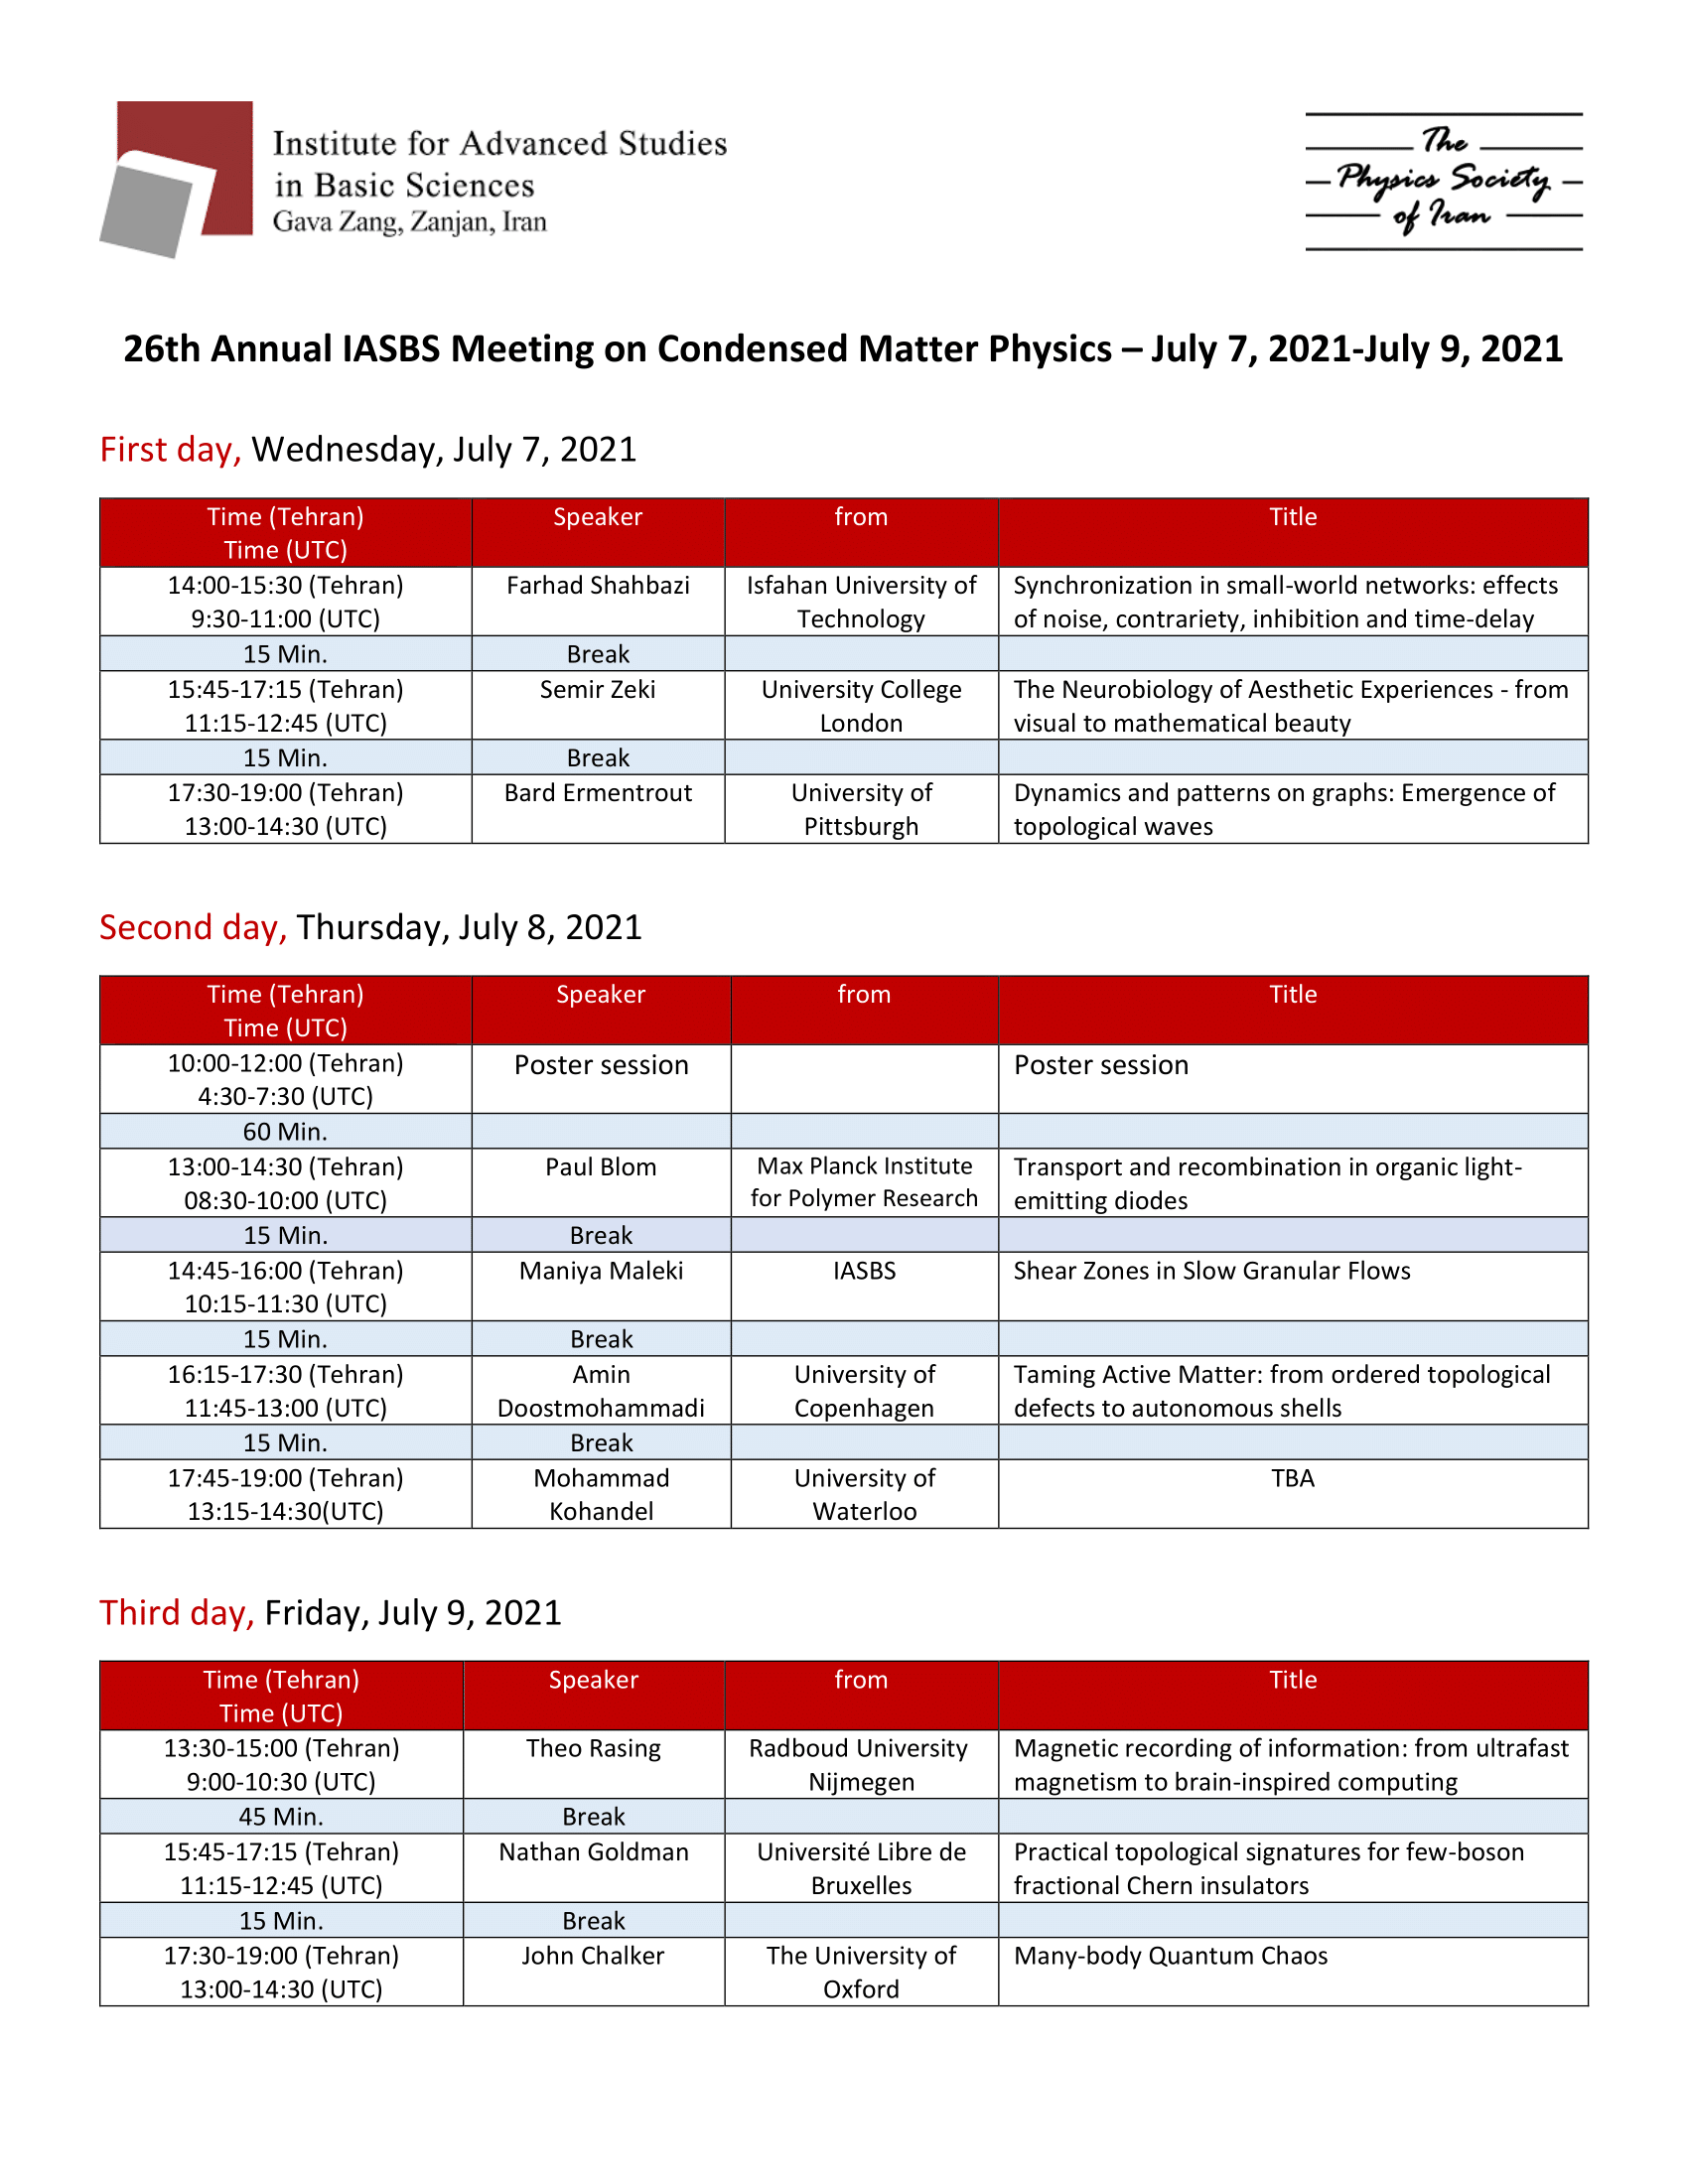 Institute for Advanced Studies
in Basic Sciences
Gava Zang, Zanjan, Iran
The
Physics Society
of Iran
26th Annual IASBS Meeting on Condensed Matter Physics – July 7, 2021-July 9, 2021
First day, Wednesday, July 7, 2021
Time (Tehran) Speaker from Title
Time (UTC)
14:00-15:30 (Tehran) Farhad Shahbazi Isfahan University of Synchronization in small-world networks: effects
9:30-11:00 (UTC) Technology of noise, contrariety, inhibition and time-delay
15 Min. Break
15:45-17:15 (Tehran) Semir Zeki University College The Neurobiology of Aesthetic Experiences - from
11:15-12:45 (UTC) London visual to mathematical beauty
15 Min. Break
17:30-19:00 (Tehran) Bard Ermentrout University of Dynamics and patterns on graphs: Emergence of
13:00-14:30 (UTC) Pittsburgh topological waves
Second day, Thursday, July 8, 2021
Time (Tehran) Speaker from Title
Time (UTC)
10:00-12:00 (Tehran) Poster session Poster session
4:30-7:30 (UTC)
60 Min.
13:00-14:30 (Tehran) Paul Blom Max Planck Institute Transport and recombination in organic light-
08:30-10:00 (UTC) for Polymer Research emitting diodes
15 Min. Break
14:45-16:00 (Tehran) Maniya Maleki IASBS Shear Zones in Slow Granular Flows
10:15-11:30 (UTC)
15 Min. Break
16:15-17:30 (Tehran) Amin University of Taming Active Matter: from ordered topological
11:45-13:00 (UTC) Doostmohammadi Copenhagen defects to autonomous shells
15 Min. Break
17:45-19:00 (Tehran) Mohammad University of TBA
13:15-14:30(UTC) Kohandel Waterloo
Third day, Friday, July 9, 2021
Time (Tehran) Speaker from Title
Time (UTC)
13:30-15:00 (Tehran) Theo Rasing Radboud University Magnetic recording of information: from ultrafast
9:00-10:30 (UTC) Nijmegen magnetism to brain-inspired computing
45 Min. Break
15:45-17:15 (Tehran) Nathan Goldman Université Libre de Practical topological signatures for few-boson
11:15-12:45 (UTC) Bruxelles fractional Chern insulators
15 Min. Break
17:30-19:00 (Tehran) John Chalker The University of Many-body Quantum Chaos
13:00-14:30 (UTC) Oxford